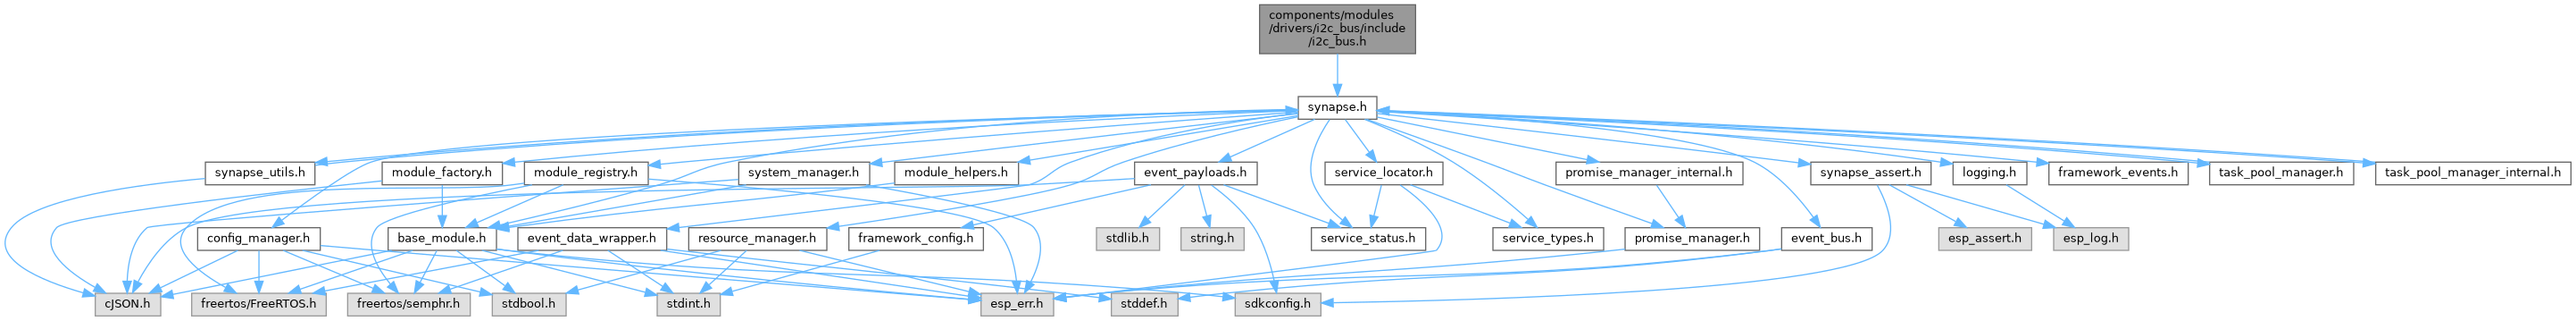 components/modules
/drivers/i2c_bus/include
/i2c_bus.h
synapse.h
synapse_utils.h
module_factory.h
module_registry.h
system_manager.h
module_helpers.h
event_payloads.h
service_locator.h
promise_manager_internal.h
synapse_assert.h
logging.h
framework_events.h
task_pool_manager.h
task_pool_manager_internal.h
config_manager.h
base_module.h
event_data_wrapper.h
resource_manager.h
framework_config.h
stdlib.h
string.h
service_status.h
service_types.h
promise_manager.h
event_bus.h
esp_assert.h
esp_log.h
cJSON.h
freertos/FreeRTOS.h
freertos/semphr.h
stdbool.h
stdint.h
esp_err.h
stddef.h
sdkconfig.h